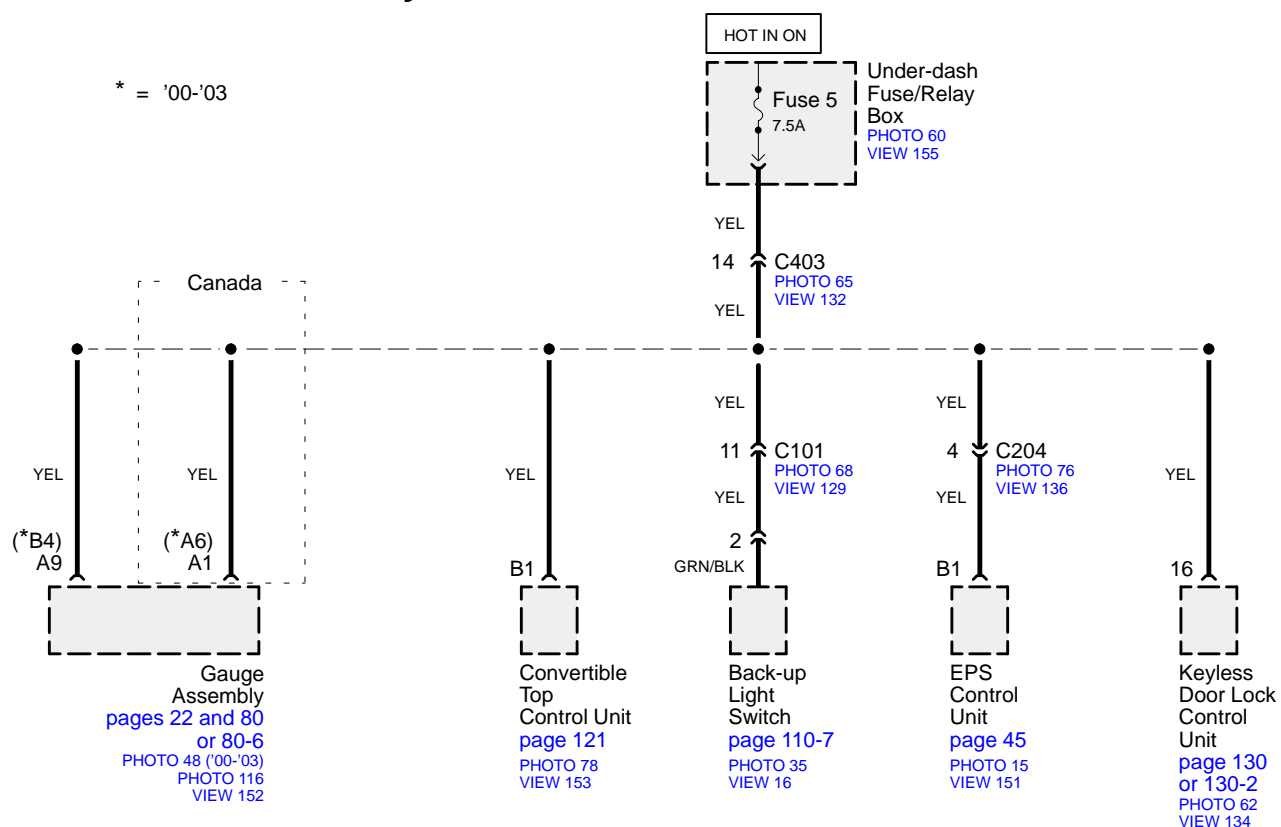 HOT IN ON
* = '00-'03
Fuse 5
7.5A
Under-dash
Fuse/Relay
Box
PHOTO 60
VIEW 155
YEL
14 C403
PHOTO 65
VIEW 132
YEL
Canada
YEL
YEL
11 C101
PHOTO 68
VIEW 129
4 C204
PHOTO 76
VIEW 136
YEL
YEL
YEL
YEL
YEL
YEL
(*B4)
A9
(*A6)
A1
B1
2
GRN/BLK
B1
16
Gauge
Assembly
pages 22 and 80
or 80-6
PHOTO 48 ('00-'03)
PHOTO 116
VIEW 152
Convertible
Top
Control Unit
page 121
PHOTO 78
VIEW 153
Back-up
Light
Switch
page 110-7
PHOTO 35
VIEW 16
EPS
Control
Unit
page 45
PHOTO 15
VIEW 151
Keyless
Door Lock
Control
Unit
page 130
or 130-2
PHOTO 62
VIEW 134